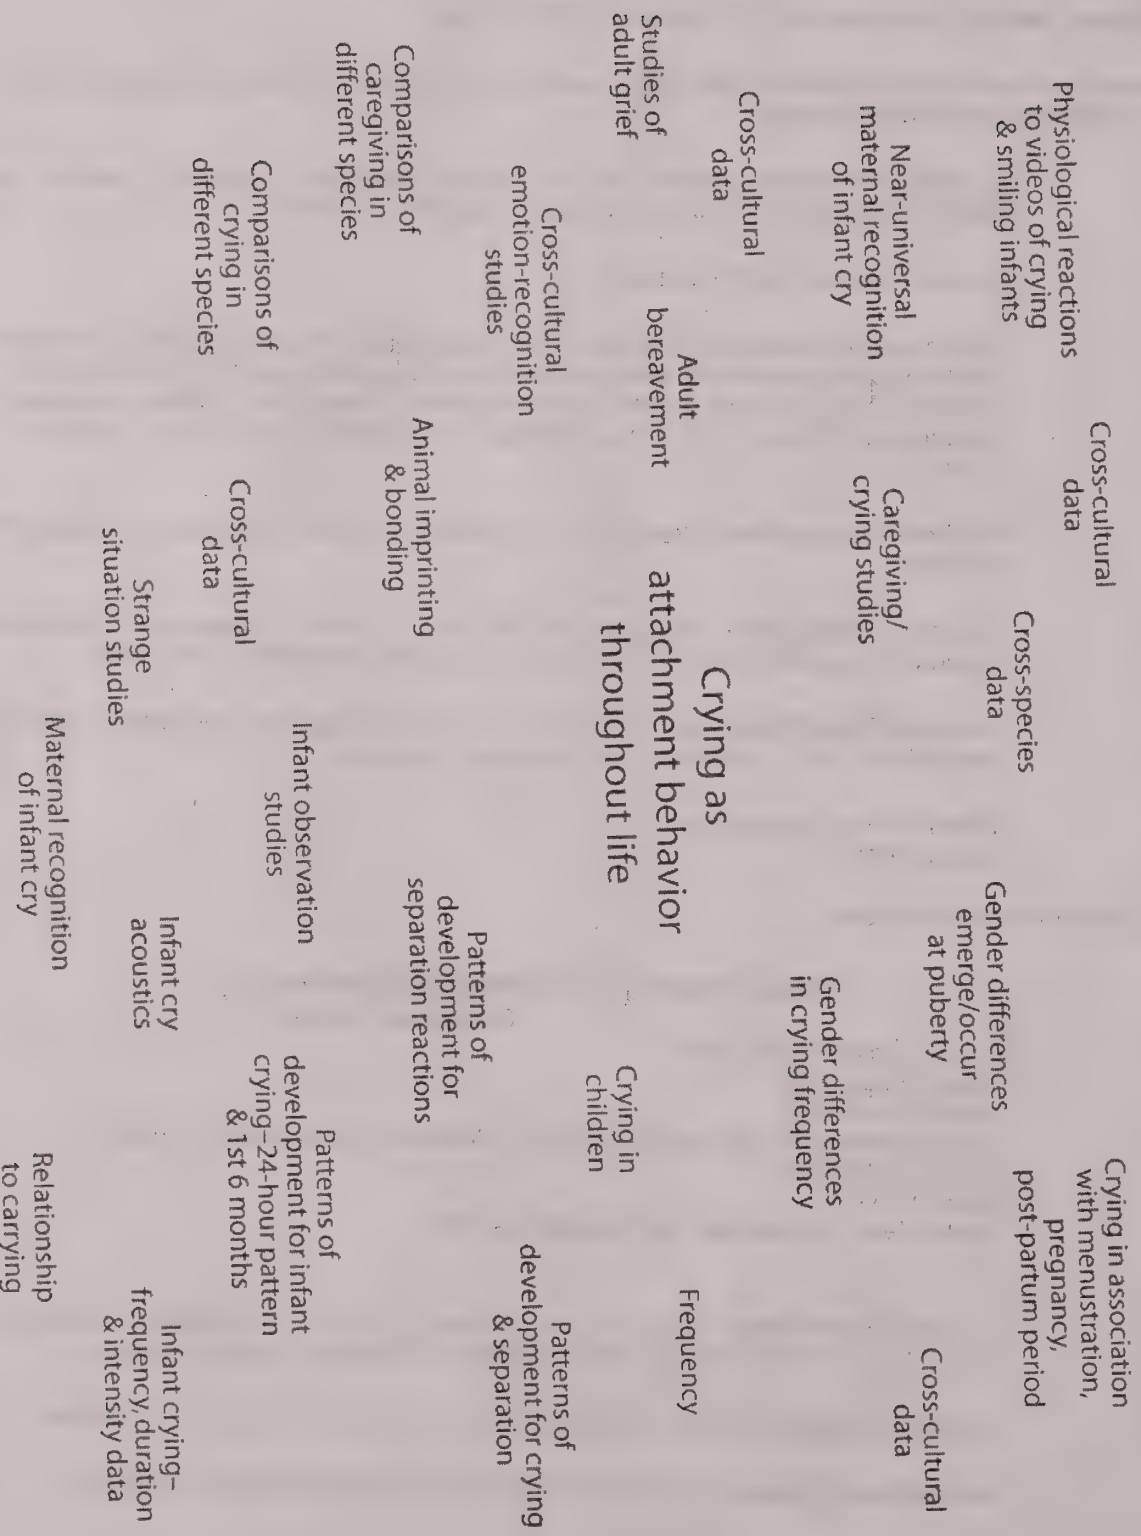 Crying in association
with menustration,
pregnancy,
post-partum period
Cross-cultural
data
Physiological reactions
to videos of crying
& smiling infants
Cross-species
data
Gender differences
emerge/occur
at puberty
Cross-cultural
data
Near-universal
maternal recognition
of infant cry
Caregiving/
crying studies
Gender differences
in crying frequency
Cross-cultural
data
Crying as
attachment behavior
throughout life
Adult
bereavement
Frequency
Studies of
adult grief
Crying in
children
Cross-cultural
emotion-recognition
studies
Patterns of
development for crying
& separation
Patterns of
development for
separation reactions
Animal imprinting
& bonding
Comparisons of
caregiving in
different species
Patterns of
development for infant
crying–24-hour pattern
& 1st 6 months
Infant observation
studies
Comparisons of
crying in
different species
Cross-cultural
data
Infant cry
acoustics
Infant crying–
frequency, duration
& intensity data
Strange
situation studies
Maternal recognition
of infant cry
Relationship
to carrying